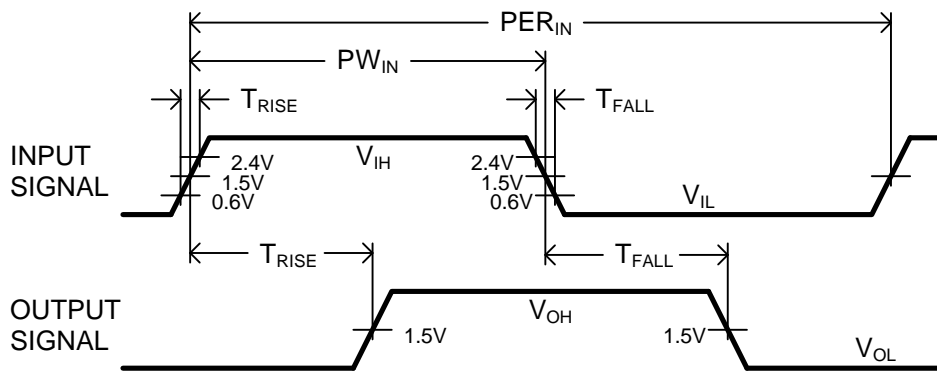 PER_IN
PW_IN
T_RISE
T_FALL
INPUT
SIGNAL
V_IH
2.4V
1.5V
0.6V
2.4V
1.5V
0.6V
V_IL
T_RISE
T_FALL
OUTPUT
SIGNAL
V_OH
1.5V
1.5V
V_OL